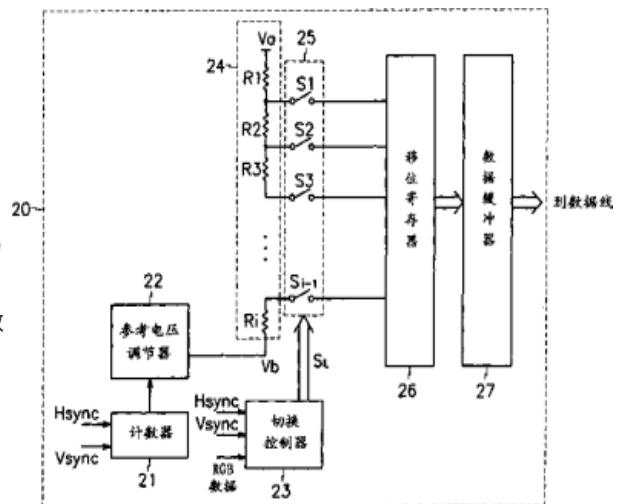 Va
24
25
R1
S1
R2
S2
R3
S3
20
移位寄存器
数据缓冲器
到数据线
22
Si-1
参考电压
调节器
Ri
数
Vb
SL
26
27
Hsync
计数器
Vsync
21
Hsync
Vsync
RGB
数据
切换
控制器
23